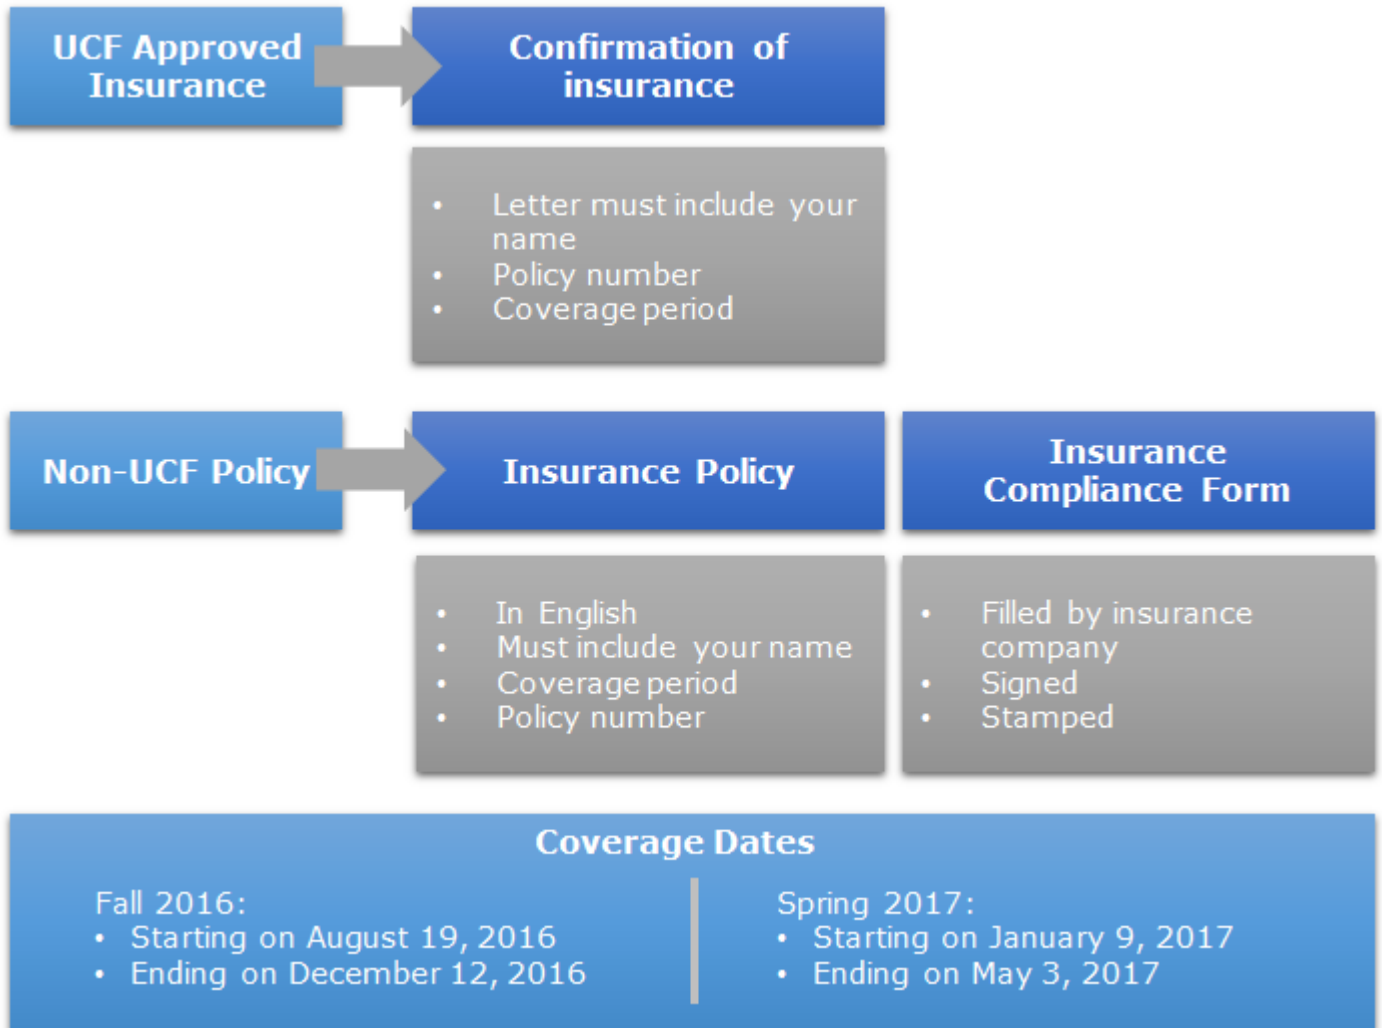 UCF Approved
Insurance
Confirmation of
insurance
• Letter must include your
name
• Policy number
• Coverage period
Non-UCF Policy
Insurance Policy
Insurance
Compliance Form
• In English
• Must include your name
• Coverage period
• Policy number
• Filled by insurance
company
• Signed
• Stamped
Coverage Dates
Fall 2016:
• Starting on August 19, 2016
• Ending on December 12, 2016
Spring 2017:
• Starting on January 9, 2017
• Ending on May 3, 2017